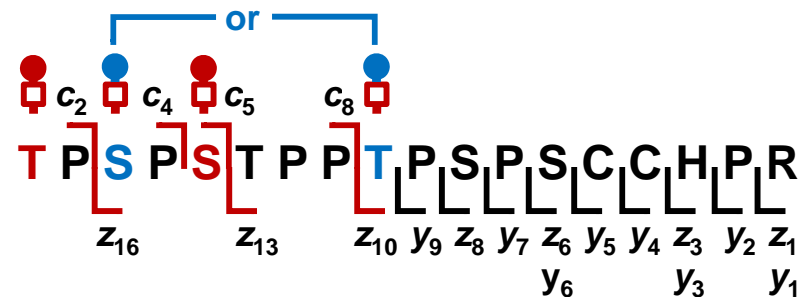 or
c₂ c₄ c₅ c₈
TPSPSTPPTPSPSCCHPR
z₁₆ z₁₃ z₁₀ y₉ z₈ y₇ z₆ y₅ y₄ z₃ y₂ z₁
y₆ y₃ y₁